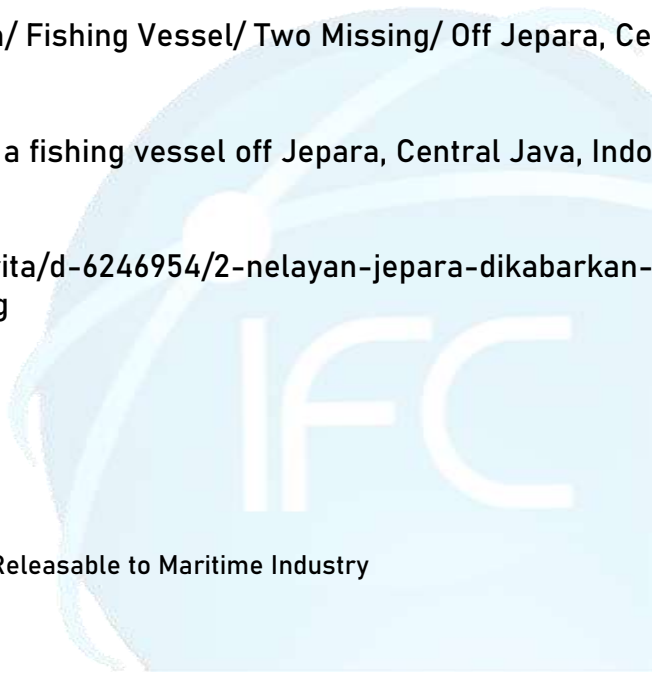 / Fishing Vessel/ Two Missing/ Off Jepara, Ce
a fishing vessel off Jepara, Central Java, Indo
ita/d-6246954/2-nelayan-jepara-dikabarkan-
g
IFC
Releasable to Maritime Industry